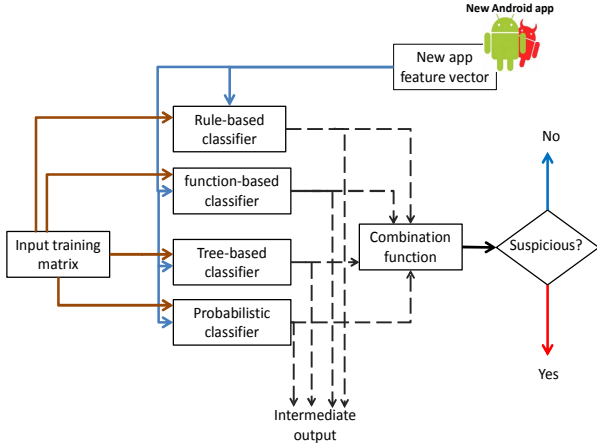 New Android app
New app
feature vector
Rule-based
classifier
No
function-based
classifier
Input training
matrix
Tree-based
classifier
Combination
function
Suspicious?
Probabilistic
classifier
Yes
Intermediate
output